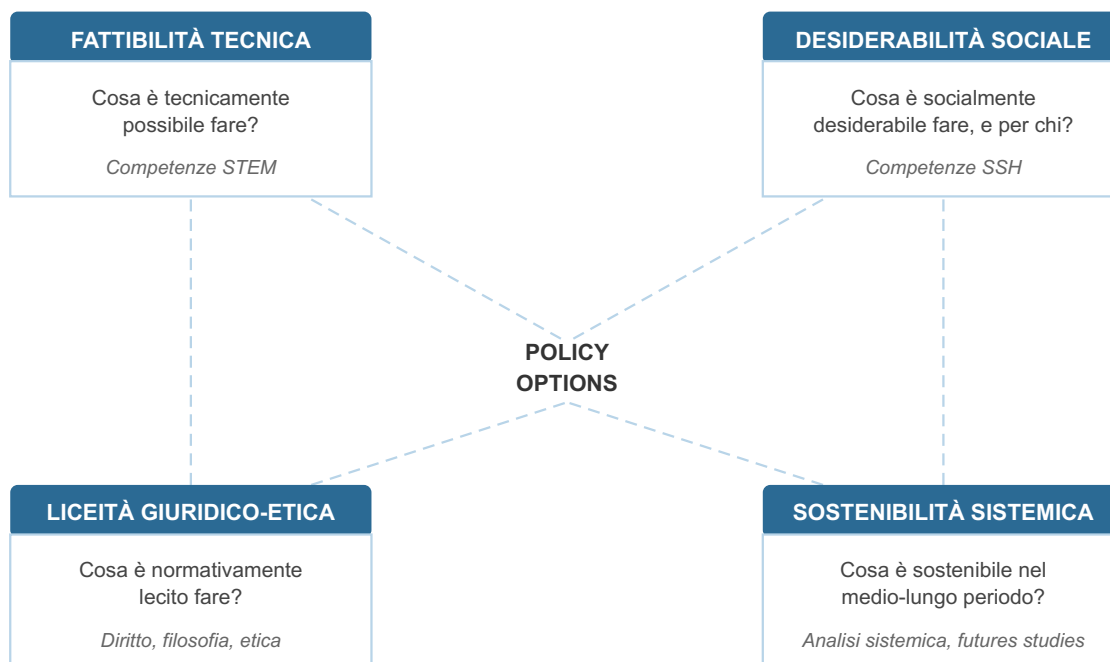 FATTIBILITÀ TECNICA
Cosa è tecnicamente
possibile fare?
Competenze STEM
DESIDERABILITÀ SOCIALE
Cosa è socialmente
desiderabile fare, e per chi?
Competenze SSH
POLICY
OPTIONS
LICEITÀ GIURIDICO-ETICA
Cosa è normativamente
lecito fare?
Diritto, filosofia, etica
SOSTENIBILITÀ SISTEMICA
Cosa è sostenibile nel
medio-lungo periodo?
Analisi sistemica, futures studies